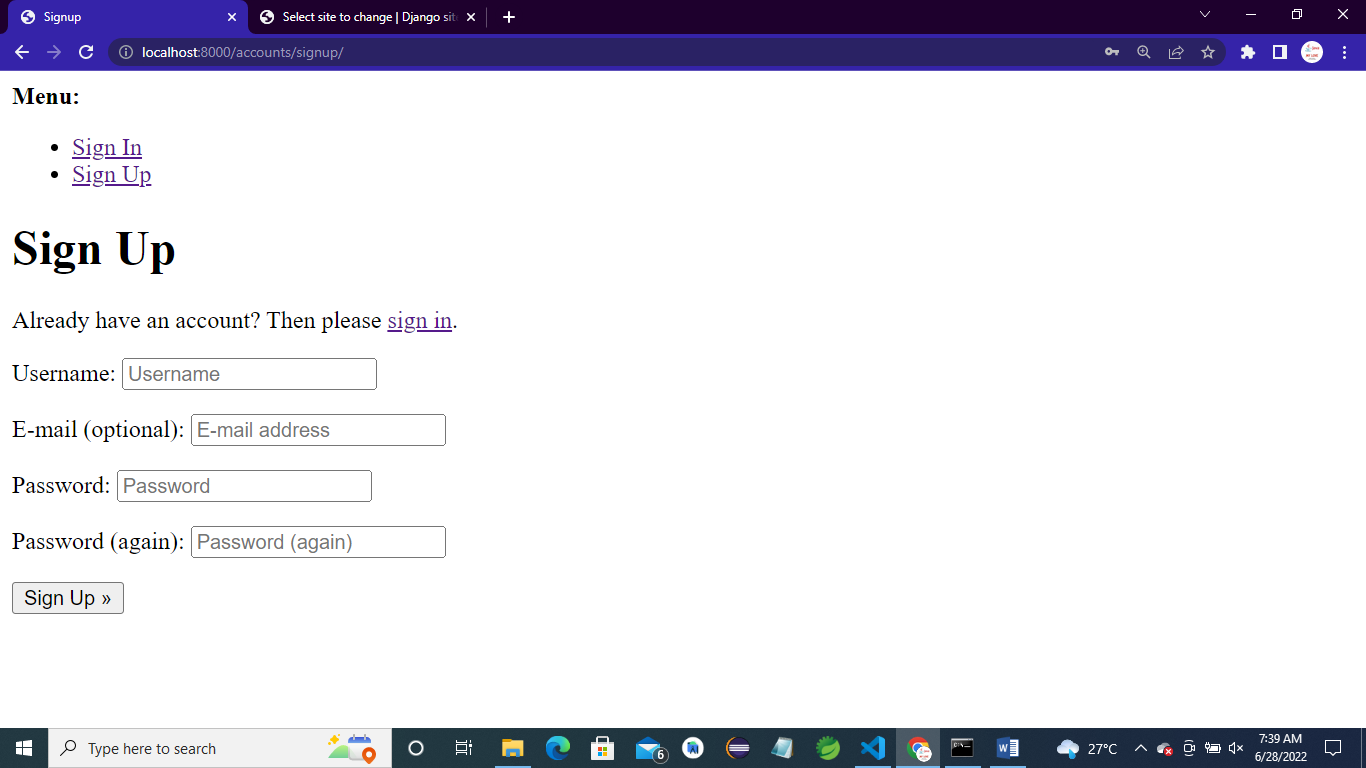 Signup
Select site to change | Django site
localhost:8000/accounts/signup/
Menu:
Sign In
Sign Up
Sign Up
Already have an account? Then please sign in.
Username: Username
E-mail (optional): E-mail address
Password: Password
Password (again): Password (again)
Sign Up »
Type here to search
6
27°C
7:39 AM
6/28/2022